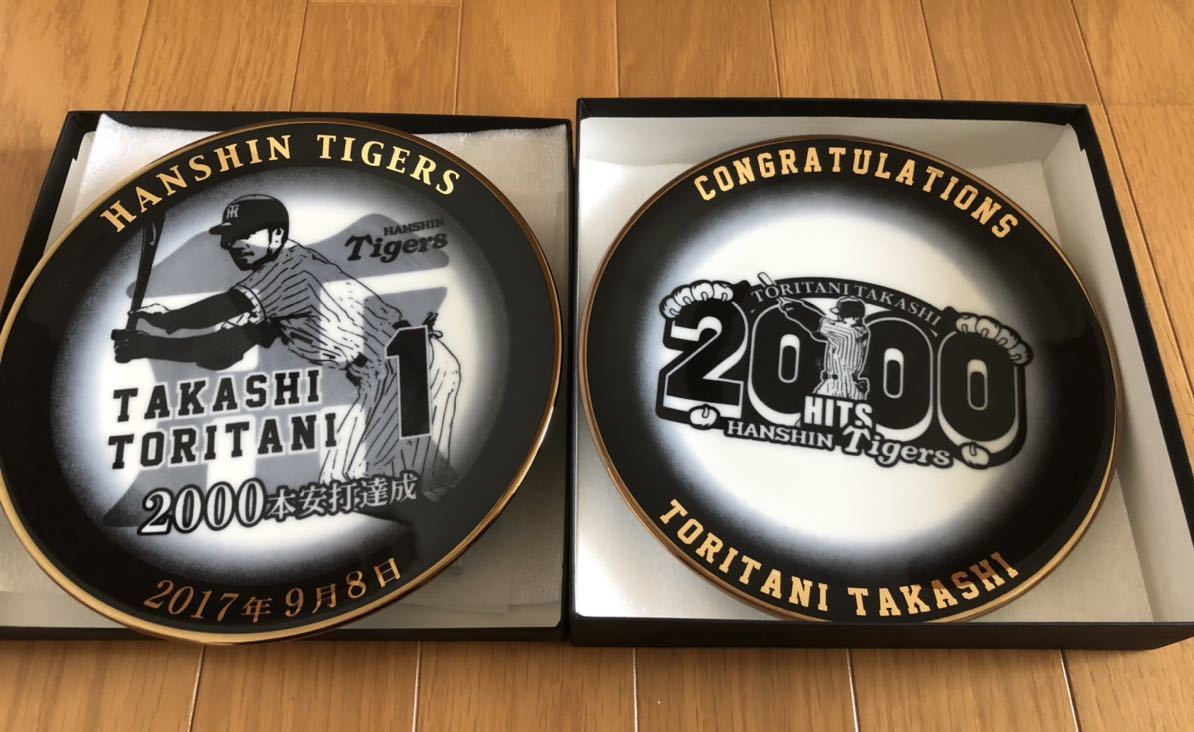 HANSHIN TIGERS
HANSHIN
Tigers
1
TAKASHI
TORITANI
2000本安打達成
2017年9月8日
CONGRATULATIONS
TORITANI TAKASHI
2000
HITS
HANSHIN Tigers
TORITANI TAKASHI